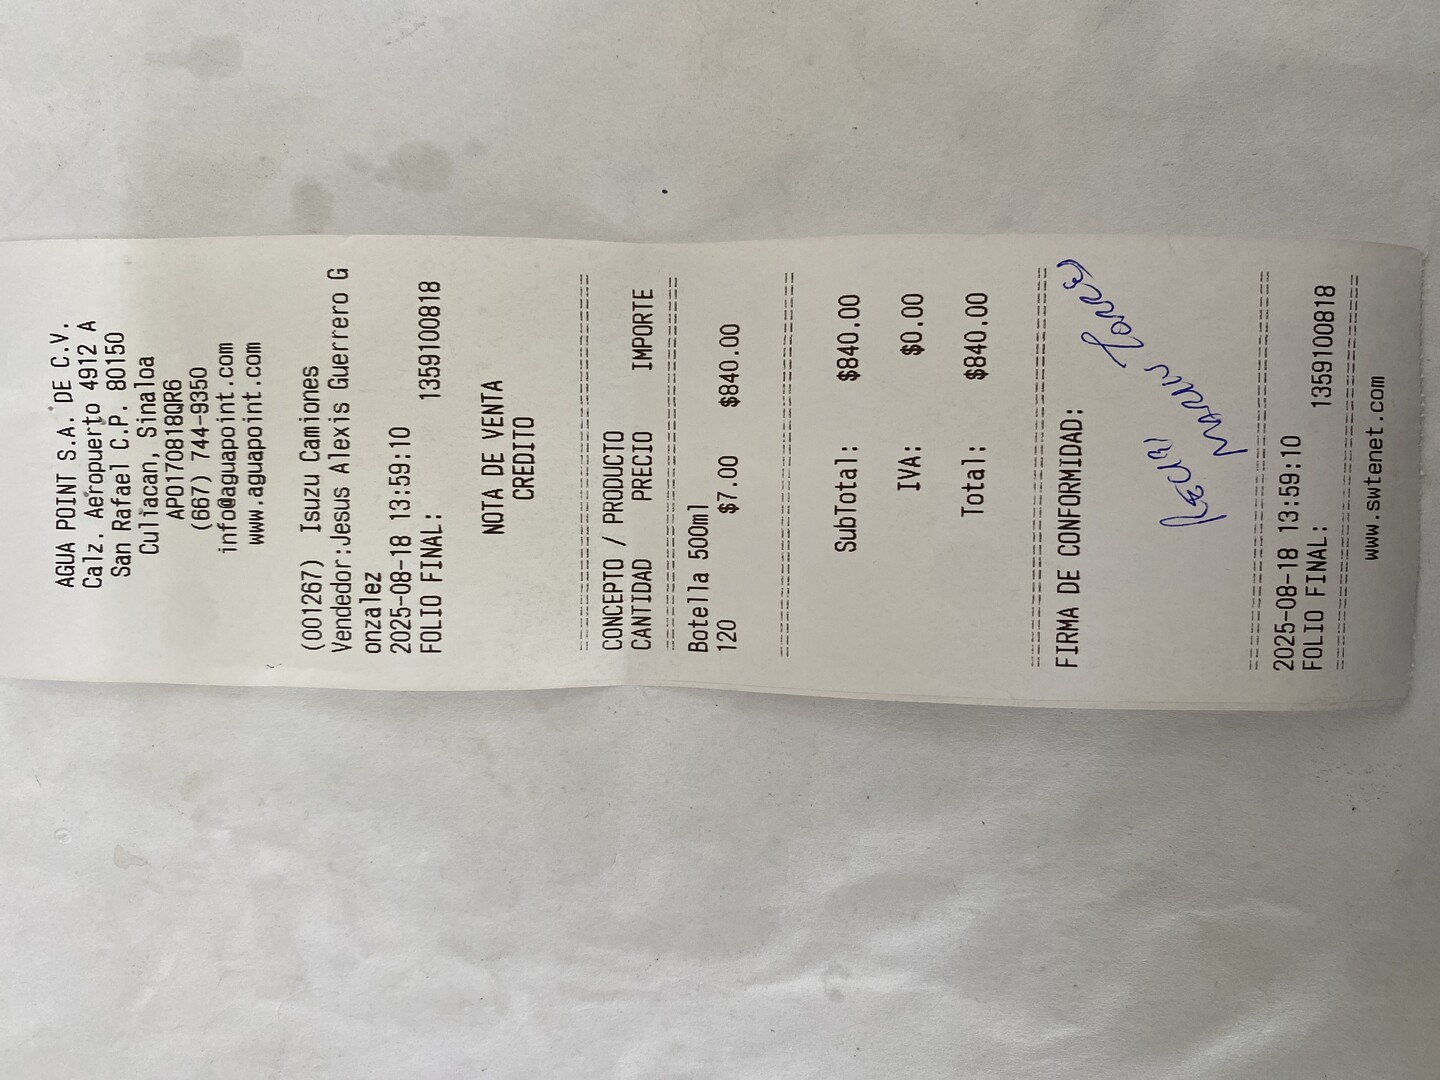 AGUA POINT S.A. DE C.V.
Calz. Aeropuerto 4912 A
San Rafael C.P. 80150
Culiacan, Sinaloa
APO170818QR6
(667) 744-9350
info@aguapoint.com
www.aguapoint.com
(001267) Isuzu Camiones
Vendedor:Jesus Alexis Guerrero G
onzalez
2025-08-18 13:59:10
FOLIO FINAL: 1359100818
NOTA DE VENTA
CREDITO
================================
CONCEPTO / PRODUCTO
CANTIDAD PRECIO IMPORTE
================================
Botella 500ml
120 $7.00 $840.00
================================
SubTotal: $840.00
IVA: $0.00
Total: $840.00
================================
FIRMA DE CONFORMIDAD:
Recibi
================================
2025-08-18 13:59:10
FOLIO FINAL: 1359100818
================================
www.swtenet.com